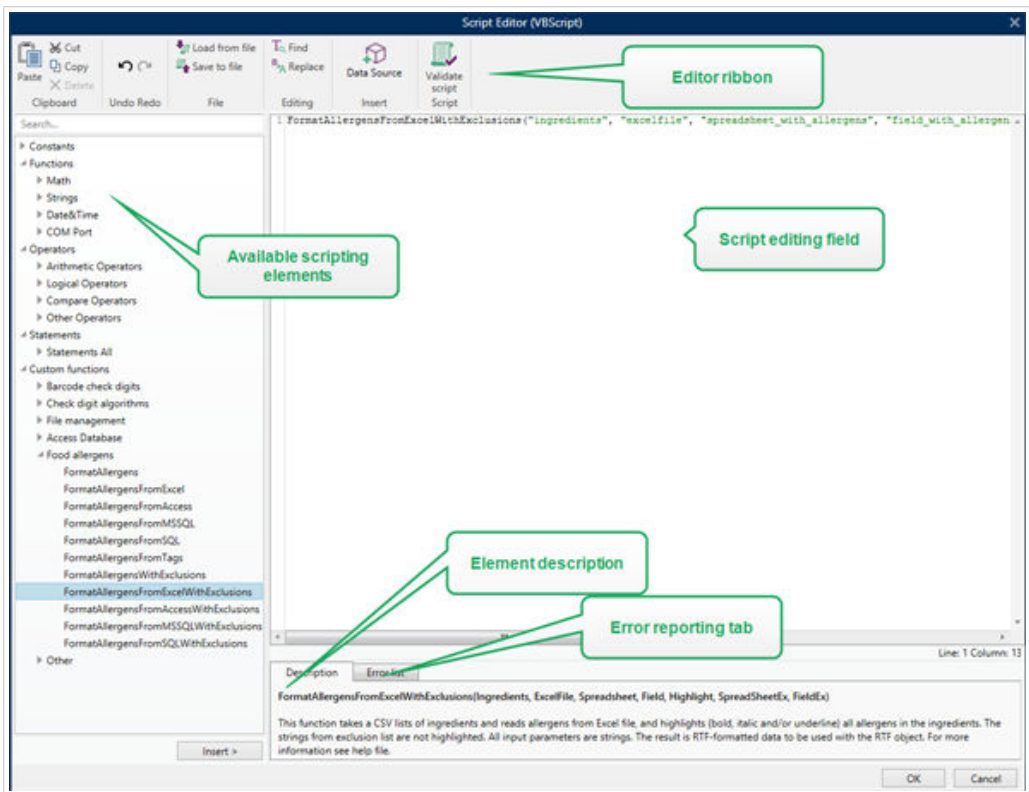 Script Editor (VBScript)
Cut
Copy
Paste
Delete
Clipboard
Undo Redo
Load from file
Save to file
File
Find
Replace
Editing
Data Source
Insert
Validate
script
Script
Editor ribbon
Search...
Constants
Functions
Math
Strings
Date&Time
COM Port
Operators
Arithmetic Operators
Logical Operators
Compare Operators
Other Operators
Statements
Statements All
Custom functions
Barcode check digits
Check digit algorithms
File management
Access Database
Food allergens
FormatAllergens
FormatAllergensFromExcel
FormatAllergensFromAccess
FormatAllergensFromMSSQL
FormatAllergensFromSQL
FormatAllergensFromTags
FormatAllergensWithExclusions
FormatAllergensFromExcelWithExclusions
FormatAllergensFromAccessWithExclusions
FormatAllergensFromMSSQLWithExclusions
FormatAllergensFromSQLWithExclusions
Other
Insert >
Available scripting
elements
1 FormatAllergensFromExcelWithExclusions("ingredients", "excelfile", "spreadsheet_with_allergens", "field_with_allergen
Script editing field
Element description
Error reporting tab
Line: 1 Column: 13
Description
Error list
FormatAllergensFromExcelWithExclusions(Ingredients, ExcelFile, Spreadsheet, Field, Highlight, SpreadSheetEx, FieldEx)
This function takes a CSV lists of ingredients and reads allergens from Excel file, and highlights (bold, italic and/or underline) all allergens in the ingredients. The
strings from exclusion list are not highlighted. All input parameters are strings. The result is RTF-formatted data to be used with the RTF object. For more
information see help file.
OK
Cancel